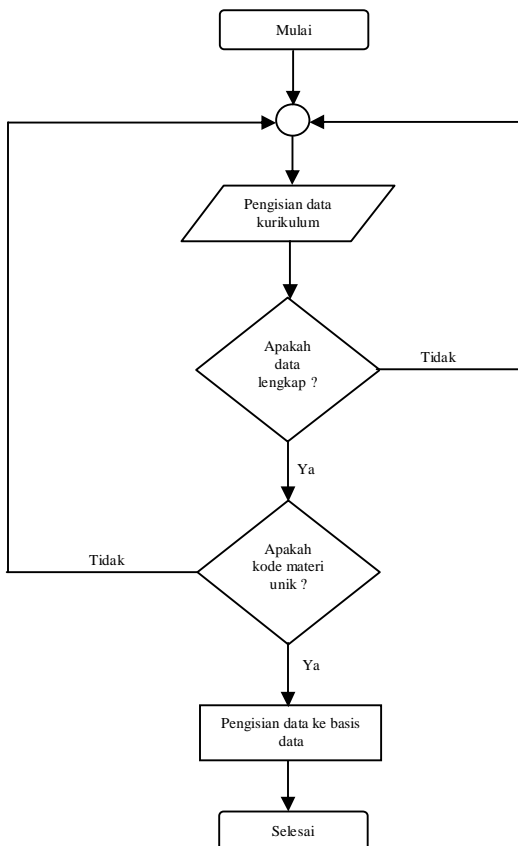 Mulai
Pengisian data
kurikulum
Apakah
data
lengkap ?
Tidak
Ya
Apakah
kode materi
unik ?
Tidak
Ya
Pengisian data ke basis
data
Selesai